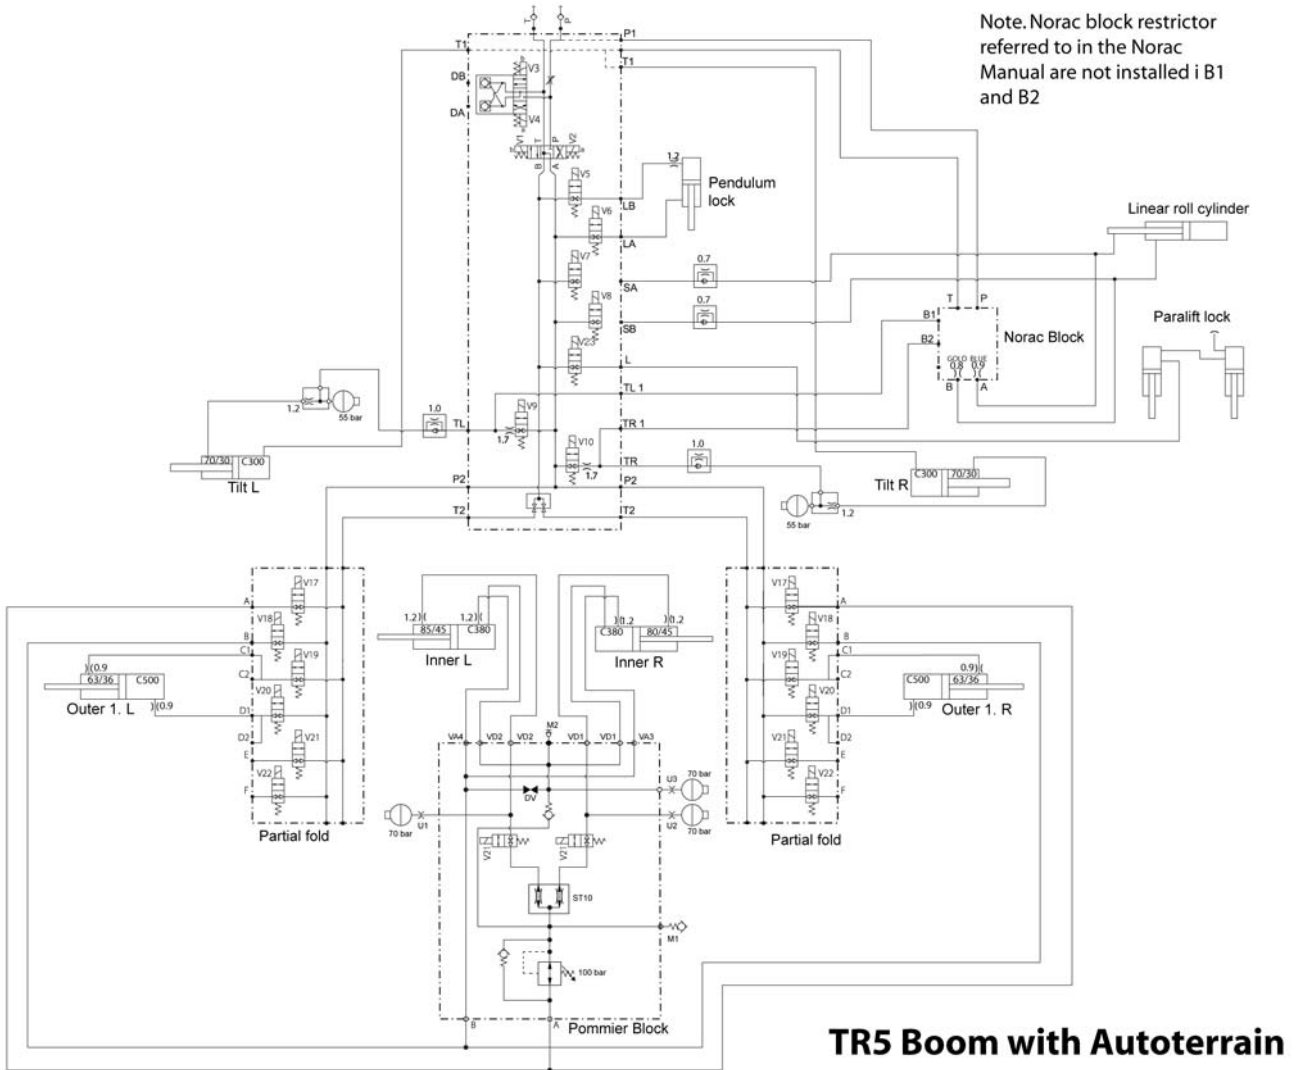 T
P
Note. Norac block restrictor
referred to in the Norac
Manual are not installed i B1
and B2
T1
P1
T1
DB
DA
V3
V4
V1
V2
T
P
B
A
V5
1.2
Pendulum
lock
LB
V6
LA
V7
0.7
SA
V8
0.7
SB
V23
L
Linear roll cylinder
T
P
B1
Norac Block
B2
GOLD BLUE
0.8
0.9
B
A
Paralift lock
TL 1
1.2
55 bar
1.0
TL
V9
1.7
TR 1
V10
1.7
TR
1.0
70/30
C300
Tilt L
P2
P2
T2
T2
C300
70/30
Tilt R
55 bar
1.2
V17
A
V18
B
C1
V19
C2
V20
D1
D2
V21
E
V22
F
Partial fold
0.9
63/36
C500
Outer 1. L
0.9
1.2
1.2
85/45
C380
Inner L
1.2
1.2
C380
80/45
Inner R
V17
A
V18
B
C1
V19
C2
V20
D1
D2
V21
E
V22
F
Partial fold
0.9
C500
63/36
Outer 1. R
0.9
VA4
VD2
VD2
M2
VD1
VD1
VA3
DV
U3
70 bar
U1
70 bar
U2
70 bar
V21
V21
ST10
M1
100 bar
B
A
Pommier Block
TR5 Boom with Autoterrain